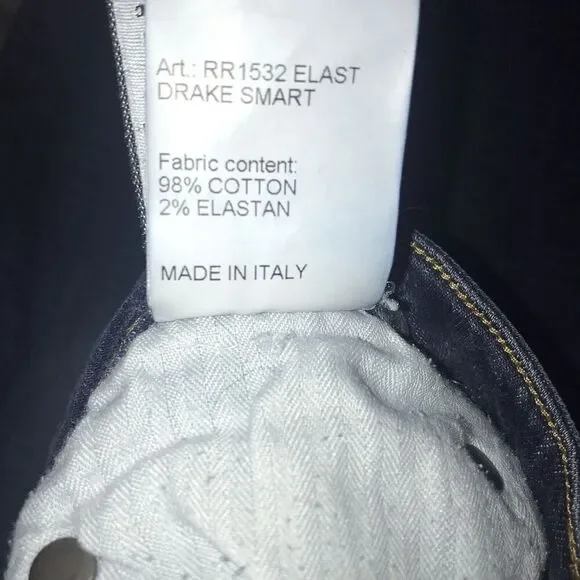 Art.: RR1532 ELAST
DRAKE SMART
Fabric content:
98% COTTON
2% ELASTAN
MADE IN ITALY